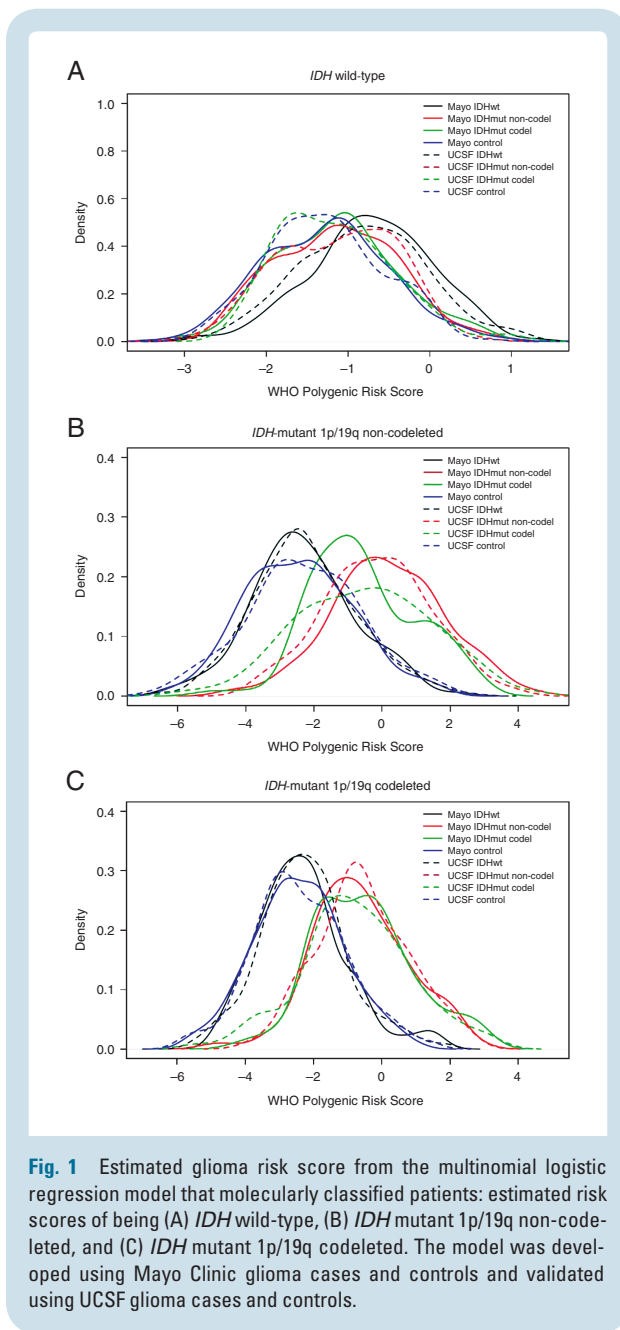 A
IDH wild-type
1.0
0.8
0.6
0.4
0.2
0.0
Density
Mayo IDHwt
Mayo IDHmut non-codel
Mayo IDHmut codel
Mayo control
UCSF IDHwt
UCSF IDHmut non-codel
UCSF IDHmut codel
UCSF control
−3 −2 −1 0 1
WHO Polygenic Risk Score
B
IDH-mutant 1p/19q non-codeleted
0.4
0.3
0.2
0.1
0.0
Density
Mayo IDHwt
Mayo IDHmut non-codel
Mayo IDHmut codel
Mayo control
UCSF IDHwt
UCSF IDHmut non-codel
UCSF IDHmut codel
UCSF control
−6 −4 −2 0 2 4
WHO Polygenic Risk Score
C
IDH-mutant 1p/19q codeleted
0.4
0.3
0.2
0.1
0.0
Density
Mayo IDHwt
Mayo IDHmut non-codel
Mayo IDHmut codel
Mayo control
UCSF IDHwt
UCSF IDHmut non-codel
UCSF IDHmut codel
UCSF control
−6 −4 −2 0 2 4
WHO Polygenic Risk Score
Fig. 1 Estimated glioma risk score from the multinomial logistic
regression model that molecularly classified patients: estimated risk
scores of being (A) IDH wild-type, (B) IDH mutant 1p/19q non-code-
leted, and (C) IDH mutant 1p/19q codeleted. The model was devel-
oped using Mayo Clinic glioma cases and controls and validated
using UCSF glioma cases and controls.